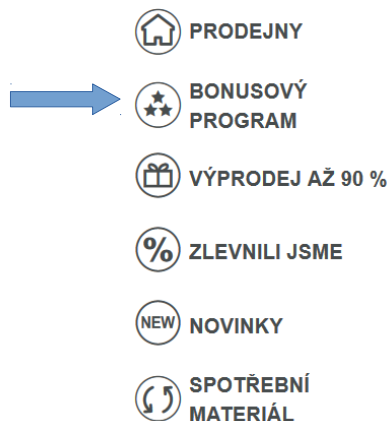 PRODEJNY
BONUSOVÝ
PROGRAM
VÝPRODEJ AŽ 90 %
%
ZLEVNILI JSME
NEW
NOVINKY
SPOTŘEBNÍ
MATERIÁL